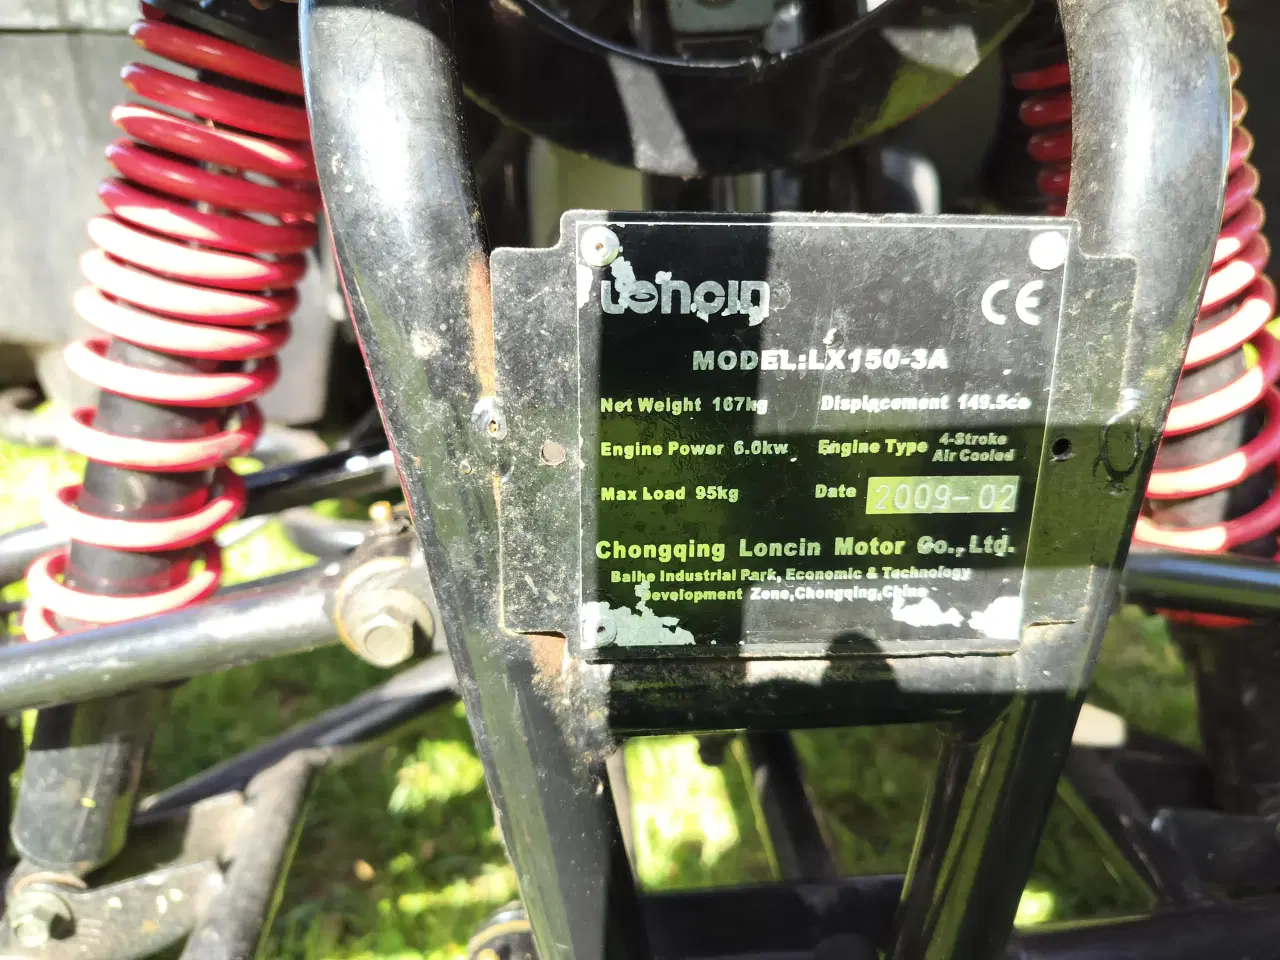 Loncin
CE
MODEL:LX150-3A
Net Weight 167kg Displacement 149.5cc
Engine Power 6.0kw Engine Type 4-Stroke
Air Cooled
Max Load 95kg Date 2009-02
Chongqing Loncin Motor Co.,Ltd.
Baihe Industrial Park, Economic & Technology
Development Zone,Chongqing,China